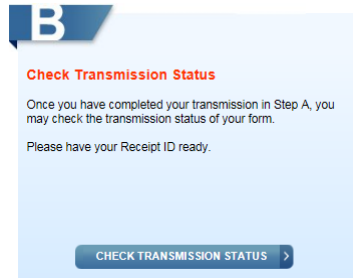 B
Check Transmission Status
Once you have completed your transmission in Step A, you
may check the transmission status of your form.
Please have your Receipt ID ready.
CHECK TRANSMISSION STATUS >